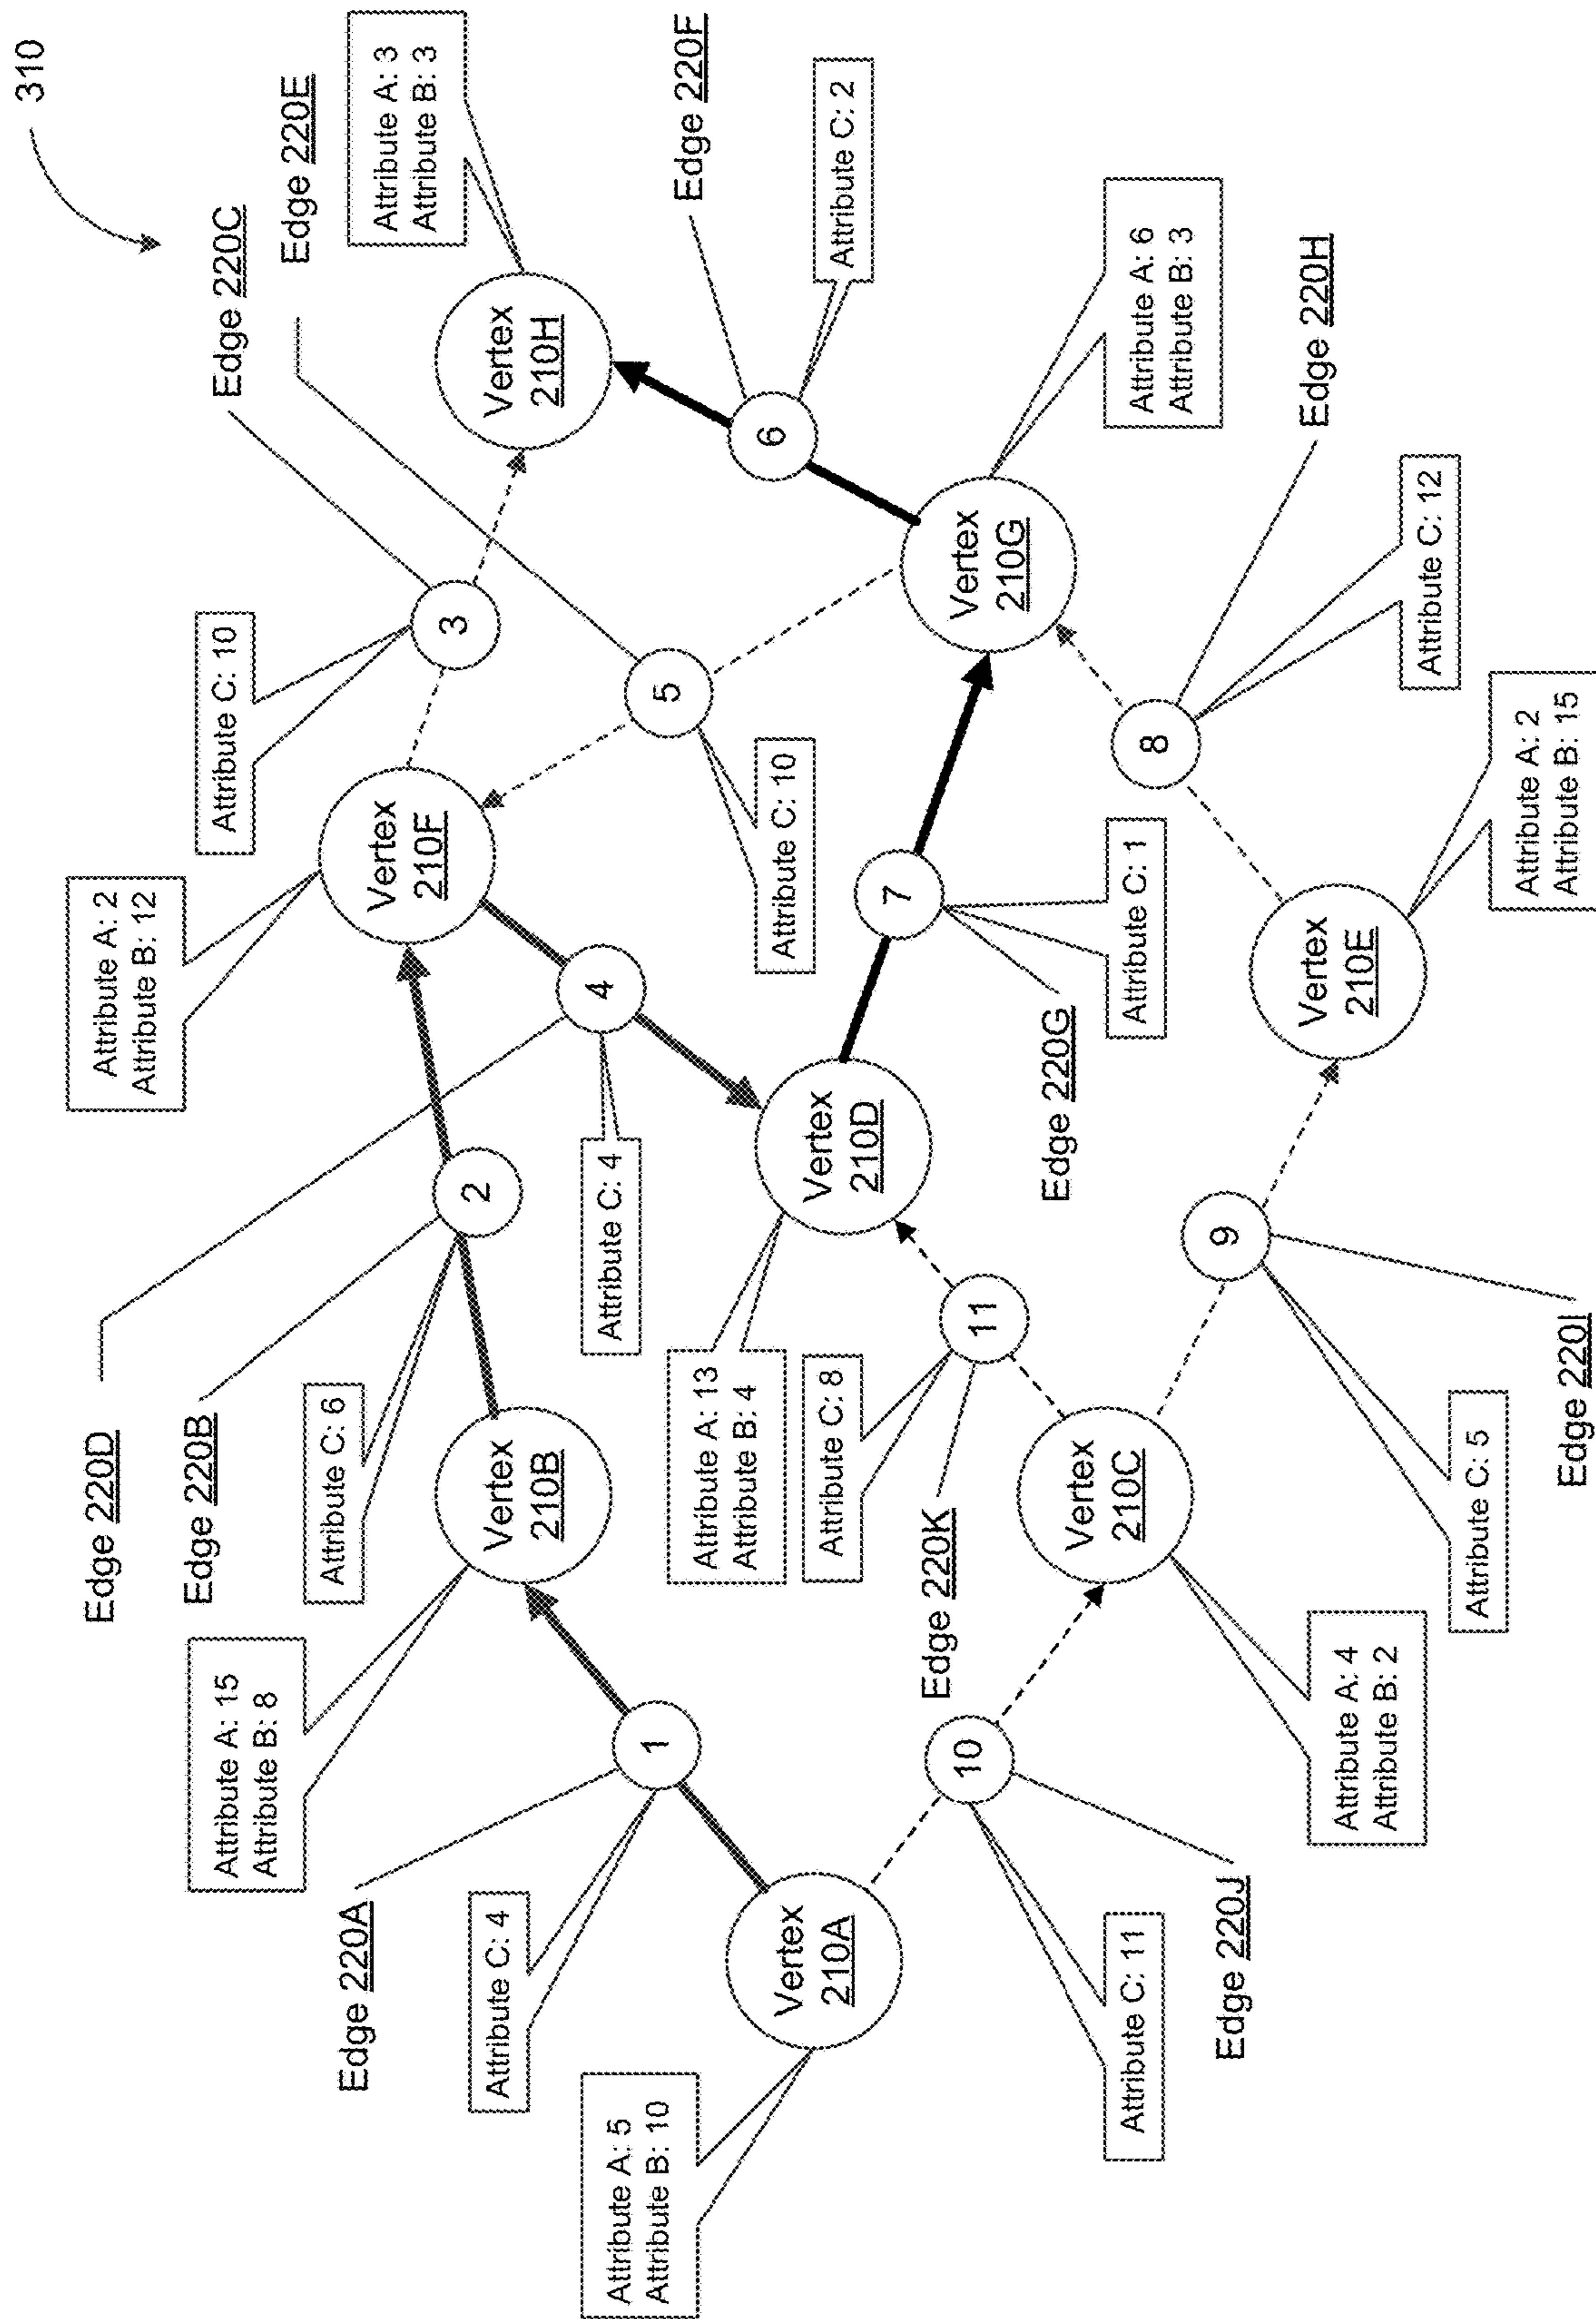 310
Edge 220C
Edge 220E
Edge 220D
Edge 220B
Attribute A: 2
Attribute B: 12
Attribute C: 10
Attribute A: 3
Attribute B: 3
Attribute A: 15
Attribute B: 8
Attribute C: 6
Vertex
210F
3
Vertex
210H
Edge 220A
Attribute C: 4
1
Vertex
210B
2
4
Attribute C: 4
5
Attribute C: 10
6
Edge 220F
Attribute C: 2
Attribute A: 5
Attribute B: 10
Vertex
210A
Attribute A: 13
Attribute B: 4
Attribute C: 8
Vertex
210D
7
Vertex
210G
Edge 220K
11
Edge 220G
Attribute C: 1
Attribute A: 6
Attribute B: 3
10
Attribute C: 11
Edge 220J
Vertex
210C
9
8
Edge 220H
Vertex
210E
Attribute C: 12
Attribute A: 4
Attribute B: 2
Attribute C: 5
Edge 220I
Attribute A: 2
Attribute B: 15